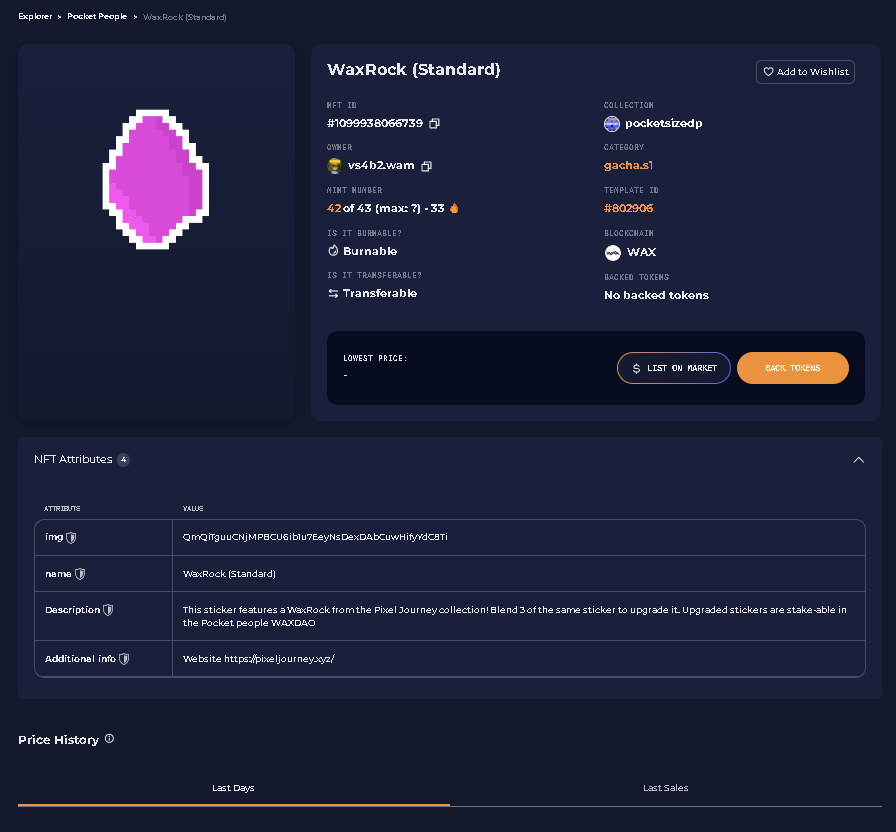 Explorer > Pocket People > WaxRock (Standard)
WaxRock (Standard)
Add to Wishlist
NFT ID
#1099938066739
COLLECTION
pocketsizedp
OWNER
vs4b2.wam
CATEGORY
gacha.s1
MINT NUMBER
42 of 43 (max: ?) - 33
TEMPLATE ID
#802906
IS IT BURNABLE?
Burnable
BLOCKCHAIN
WAX
IS IT TRANSFERABLE?
Transferable
BACKED TOKENS
No backed tokens
LOWEST PRICE:
-
$ LIST ON MARKET
BACK TOKENS
NFT Attributes 4
ATTRIBUTE VALUE
img
name WaxRock (Standard)
Description This sticker features a WaxRock from the Pixel Journey collection! Blend 3 of the same sticker to upgrade it. Upgraded stickers are stake-able in
the Pocket people WAXDAO
Additional info Website https://pixeljourney.xyz/
Price History
Last Days
Last Sales